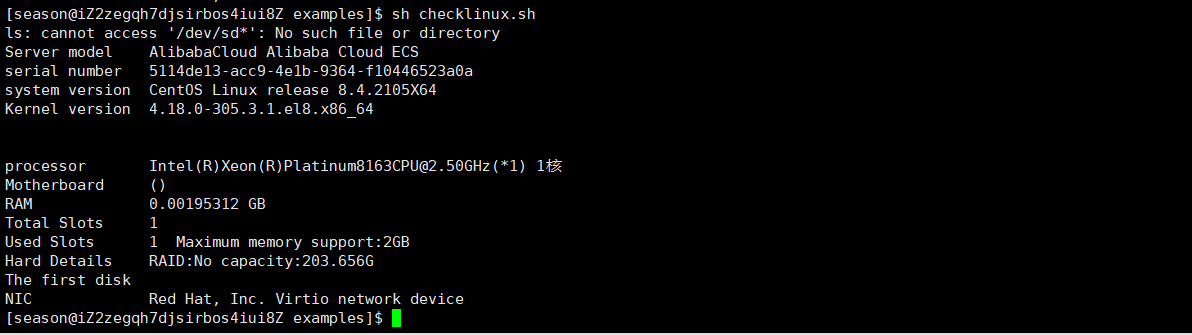 [season@iZ2zegqh7djsirbos4iui8Z examples]$ sh checklinux.sh
ls: cannot access '/dev/sd*': No such file or directory
Server model    AlibabaCloud Alibaba Cloud ECS
serial number   5114de13-acc9-4e1b-9364-f10446523a0a
system version  CentOS Linux release 8.4.2105X64
Kernel version  4.18.0-305.3.1.el8.x86_64
processor       Intel(R)Xeon(R)Platinum8163CPU@2.50GHz(*1) 1核
Motherboard     ()
RAM             0.00195312 GB
Total Slots     1
Used Slots      1  Maximum memory support:2GB
Hard Details    RAID:No capacity:203.656G
The first disk
NIC             Red Hat, Inc. Virtio network device
[season@iZ2zegqh7djsirbos4iui8Z examples]$